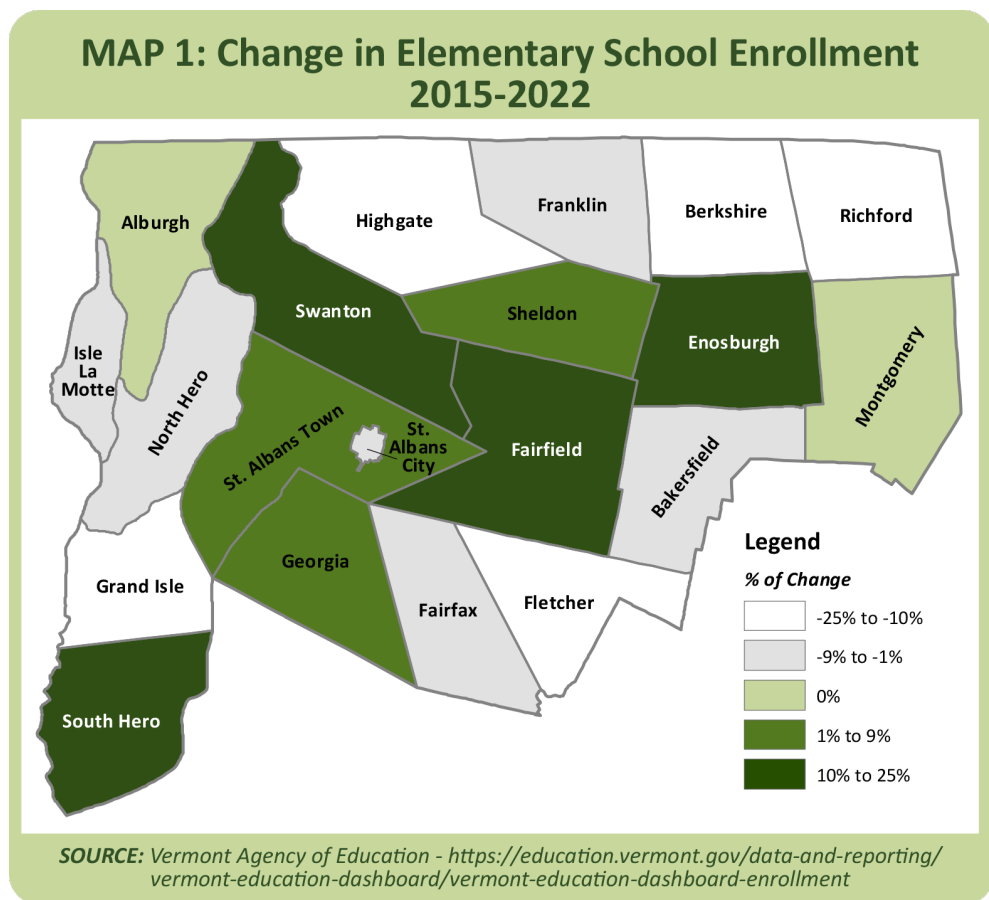 MAP 1: Change in Elementary School Enrollment
2015-2022
Alburgh
Highgate
Franklin
Berkshire
Richford
Swanton
Sheldon
Enosburgh
Montgomery
Isle
La
Motte
North Hero
St. Albans Town
St.
Albans
City
Fairfield
Bakersfield
Grand Isle
Georgia
Fairfax
Fletcher
South Hero
Legend
% of Change
-25% to -10%
-9% to -1%
0%
1% to 9%
10% to 25%
SOURCE: Vermont Agency of Education - https://education.vermont.gov/data-and-reporting/
vermont-education-dashboard/vermont-education-dashboard-enrollment